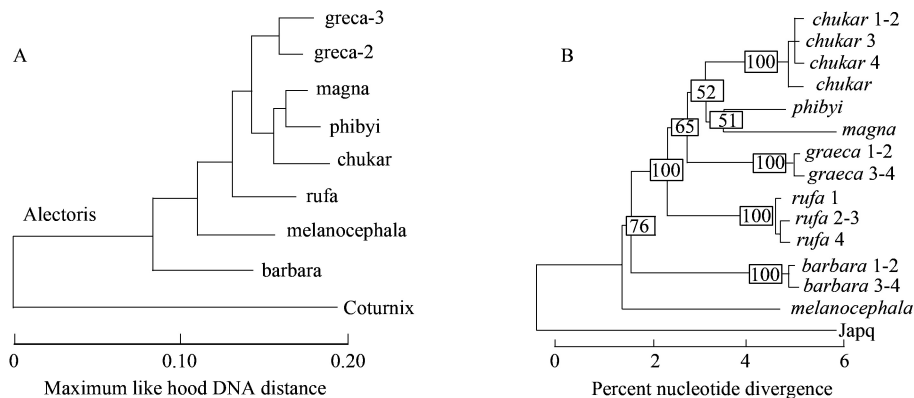 A
greca-3
greca-2
magna
phibyi
chukar
rufa
Alectoris
melanocephala
barbara
Coturnix
0
0.10
0.20
Maximum like hood DNA distance
B
chukar 1-2
chukar 3
100
chukar 4
chukar
52
phibyi
51
magna
65
graeca 1-2
100
graeca 3-4
100
rufa 1
100
rufa 2-3
rufa 4
76
barbara 1-2
100
barbara 3-4
melanocephala
Japq
0
2
4
6
Percent nucleotide divergence